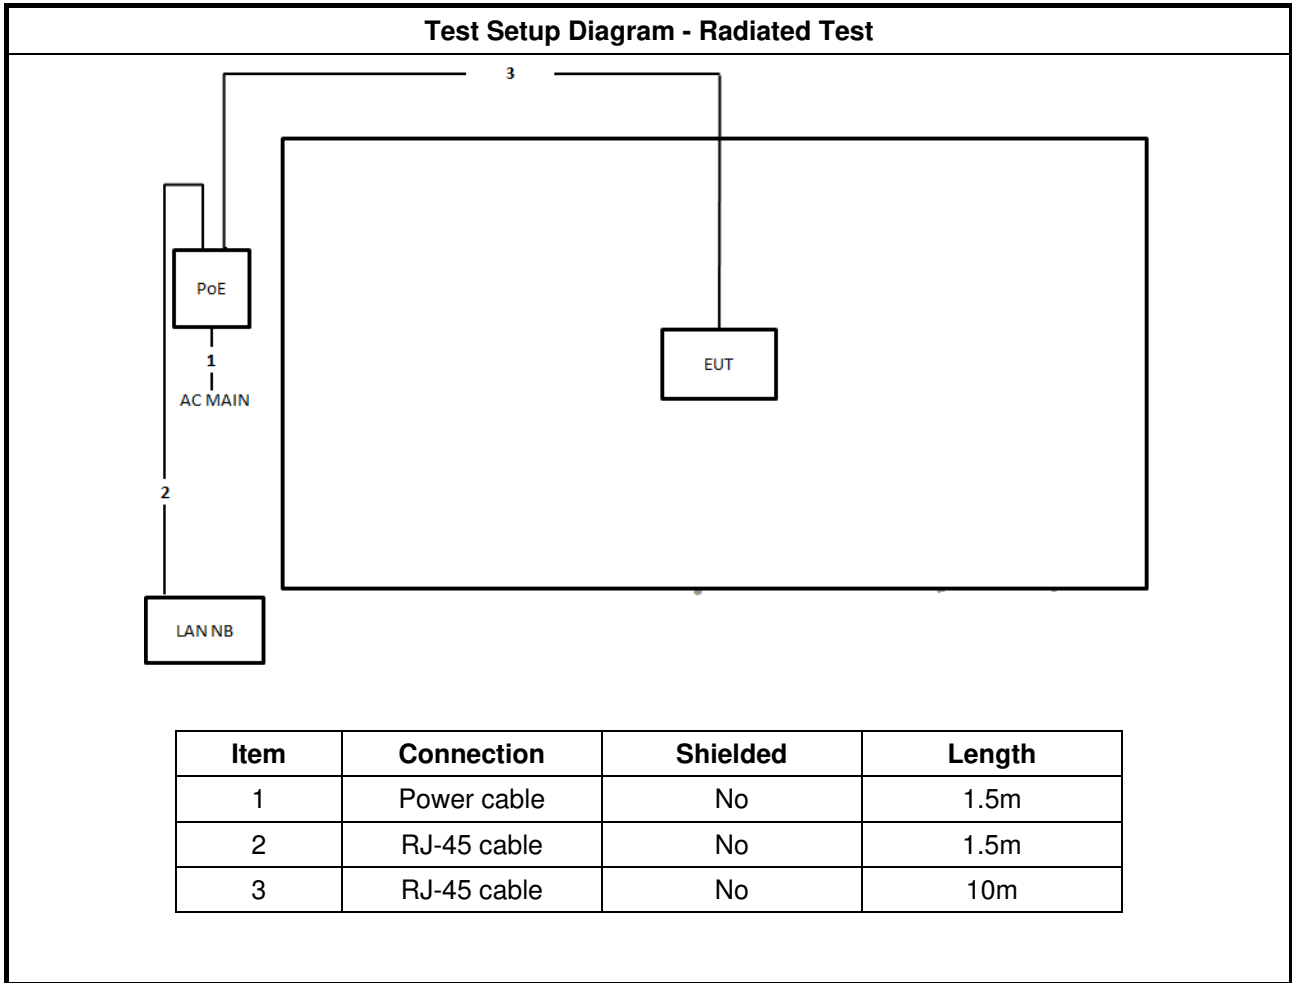 Test Setup Diagram - Radiated Test
3
PoE
1
AC MAIN
EUT
2
LAN NB
Item Connection Shielded Length
1 Power cable No 1.5m
2 RJ-45 cable No 1.5m
3 RJ-45 cable No 10m